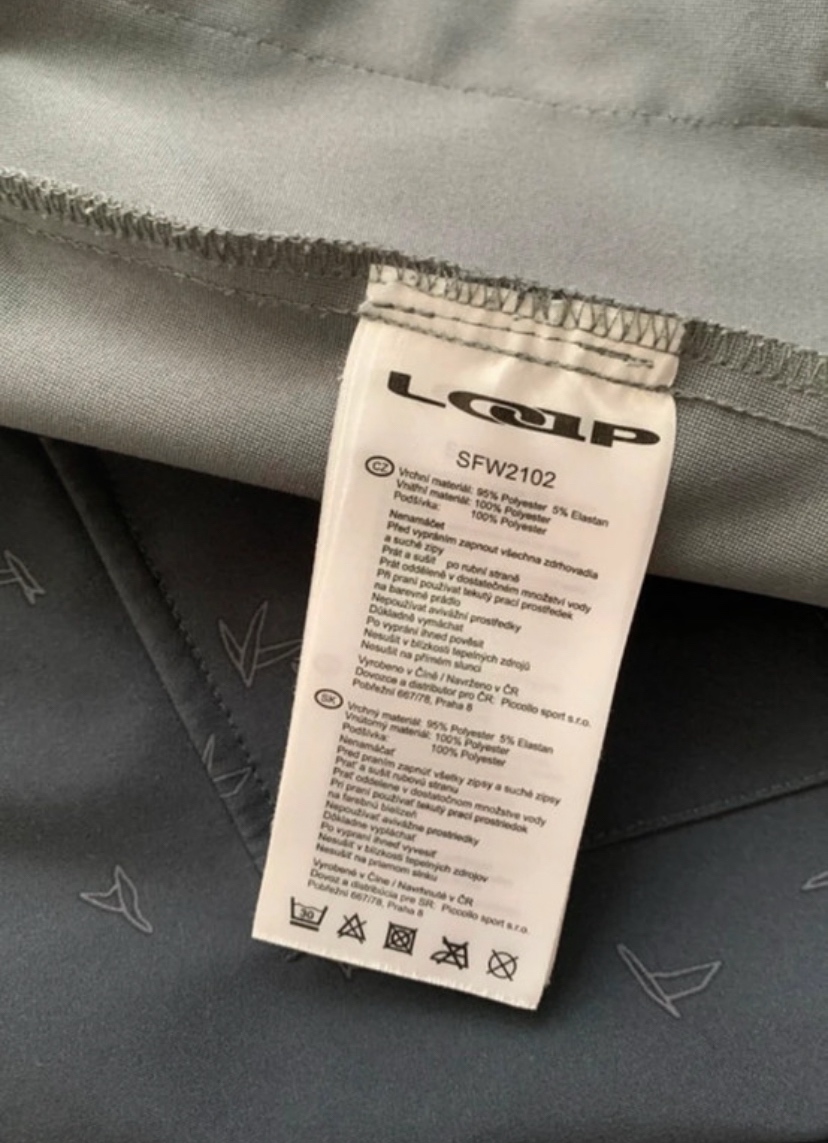 LOAP
SFW2102
CZ Vrchní materiál: 95% Polyester 5% Elastan
Vnitřní materiál: 100% Polyester
Podšívka: 100% Polyester
Nenamáčet
Před vypráním zapnout všechna zdrhovadla
a suché zipy
Prát a sušit po rubní straně
Prát odděleně v dostatečném množství vody
Při praní používat tekutý prací prostředek
na barevné prádlo
Nepoužívat avivážní prostředky
Důkladně vymáchat
Po vyprání ihned pověsit
Nesušit v blízkosti tepelných zdrojů
Nesušit na přímém slunci
Vyrobeno v Číně / Navrženo v ČR
Dovozce a distributor pro ČR: Piccollo sport s.r.o.
Pobřežní 667/78, Praha 8
SK Vrchný materiál: 95% Polyester 5% Elastan
Vnútorný materiál: 100% Polyester
Podšívka: 100% Polyester
Nenamáčať
Pred praním zapnúť všetky zipsy a suché zipsy
Prať a sušiť rubovú stranu
Prať oddelene v dostatočnom množstve vody
Pri praní používať tekutý prací prostriedok
na farebnú bielizeň
Nepoužívať avivážne prostriedky
Dôkladne vypláchať
Po vypraní ihneď vyvesiť
Nesušiť v blízkosti tepelných zdrojov
Nesušiť na priamom slnku
Vyrobené v Číne / Navrhnuté v ČR
Dovoz a distribúcia pre SR: Piccollo sport s.r.o.
Pobřežní 667/78, Praha 8
30